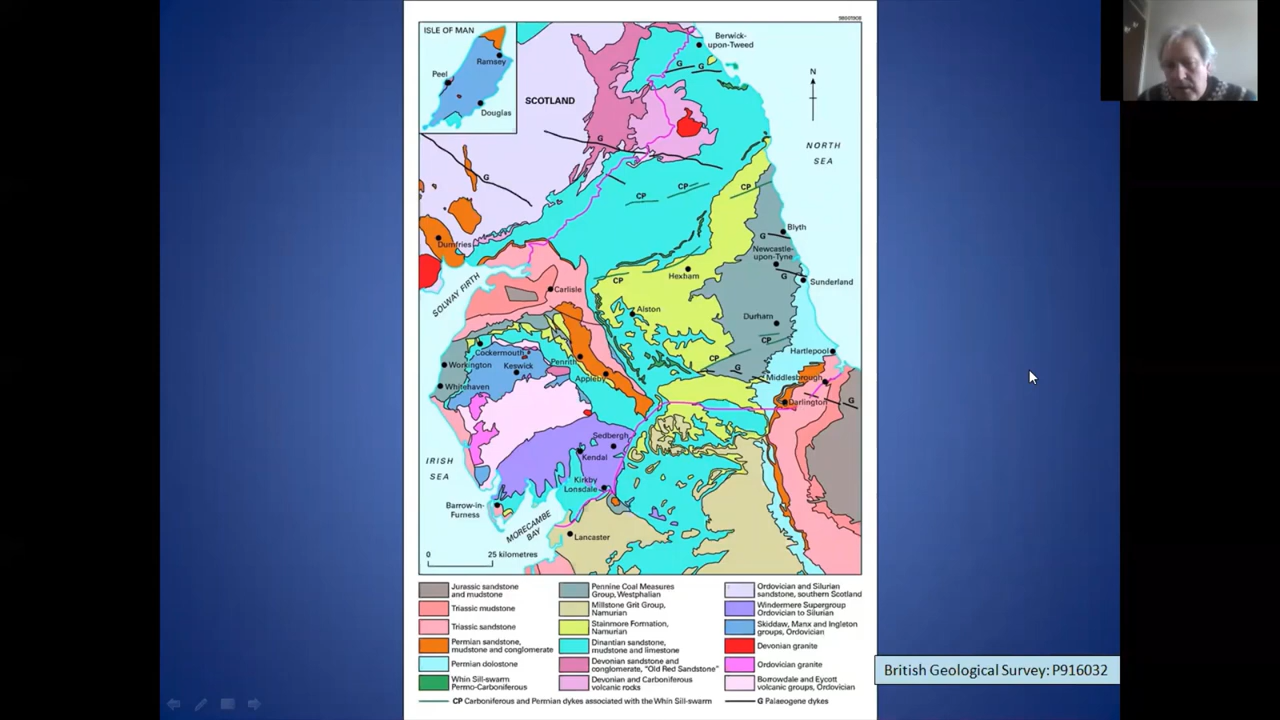 5900700S
ISLE OF MAN
Ramsey
Peel
Douglas
SCOTLAND
Berwick-
upon-Tweed
G
G
N
NORTH
SEA
G
G
CP
CP
CP
Dumfries
Blyth
G
Newcastle-
upon-Tyne
G
Sunderland
Hexham
CP
SOLWAY FIRTH
Carlisle
Alston
Durham
CP
Hartlepool
Cockermouth
Penrith
CP
G
Workington
Keswick
Appleby
Middlesbrough
Whitehaven
Darlington
G
Sedbergh
Kendal
IRISH
SEA
Kirkby
Lonsdale
Barrow-in-
Furness
MORECAMBE
BAY
Lancaster
0
25 kilometres
Jurassic sandstone
and mudstone
Triassic mudstone
Triassic sandstone
Permian sandstone,
mudstone and conglomerate
Permian dolostone
Whin Sill-swarm
Permo-Carboniferous
Pennine Coal Measures
Group, Westphalian
Millstone Grit Group,
Namurian
Stainmore Formation,
Namurian
Dinantian sandstone,
mudstone and limestone
Devonian sandstone and
conglomerate, "Old Red Sandstone"
Devonian and Carboniferous
volcanic rocks
Ordovician and Silurian
sandstone, southern Scotland
Windermere Supergroup
Ordovician to Silurian
Skiddaw, Manx and Ingleton
groups, Ordovician
Devonian granite
Ordovician granite
Borrowdale and Eycott
volcanic groups, Ordovician
CP Carboniferous and Permian dykes associated with the Whin Sill-swarm
G Palaeogene dykes
British Geological Survey: P916032